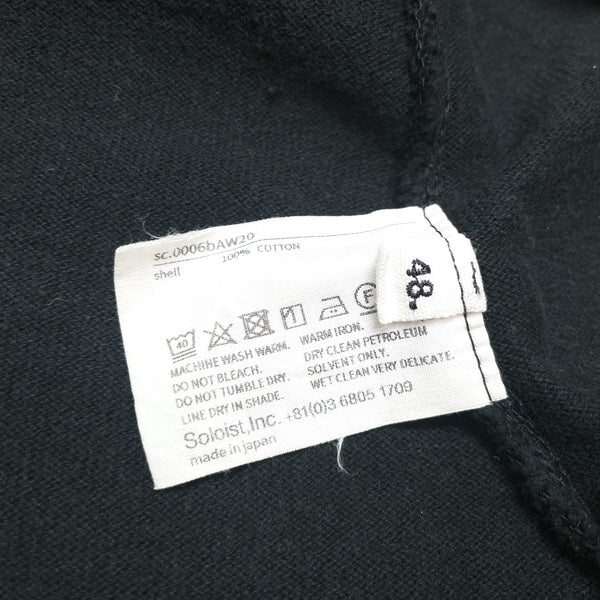 sc.0006bAW20
shell 100% COTTON
48.
40
F
MACHINE WASH WARM. WARM IRON.
DO NOT BLEACH. DRY CLEAN PETROLEUM
DO NOT TUMBLE DRY. SOLVENT ONLY.
LINE DRY IN SHADE. WET CLEAN VERY DELICATE.
Soloist,Inc. +81(0)3 6805 1709
made in japan